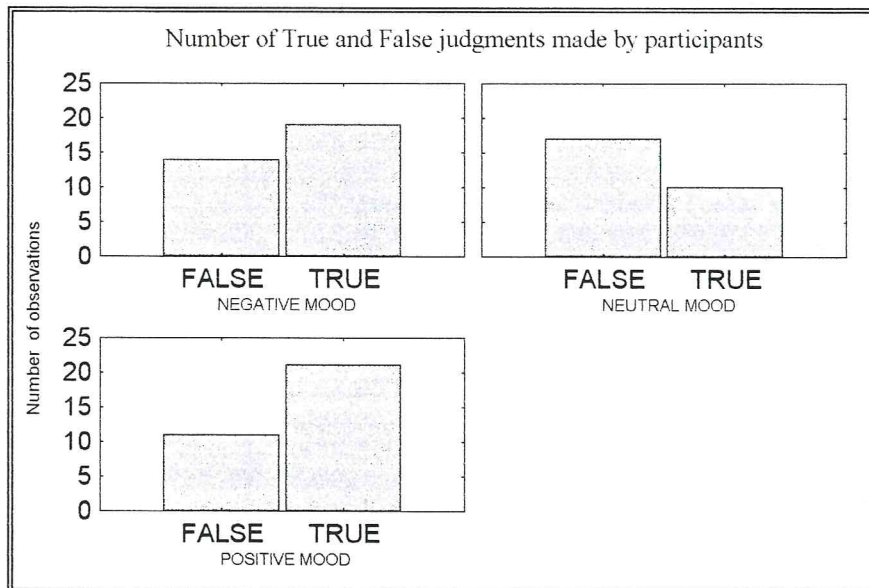 Number of True and False judgments made by participants
25
20
15
10
5
0
FALSE TRUE
NEGATIVE MOOD
FALSE TRUE
NEUTRAL MOOD
Number of observations
25
20
15
10
5
0
FALSE TRUE
POSITIVE MOOD